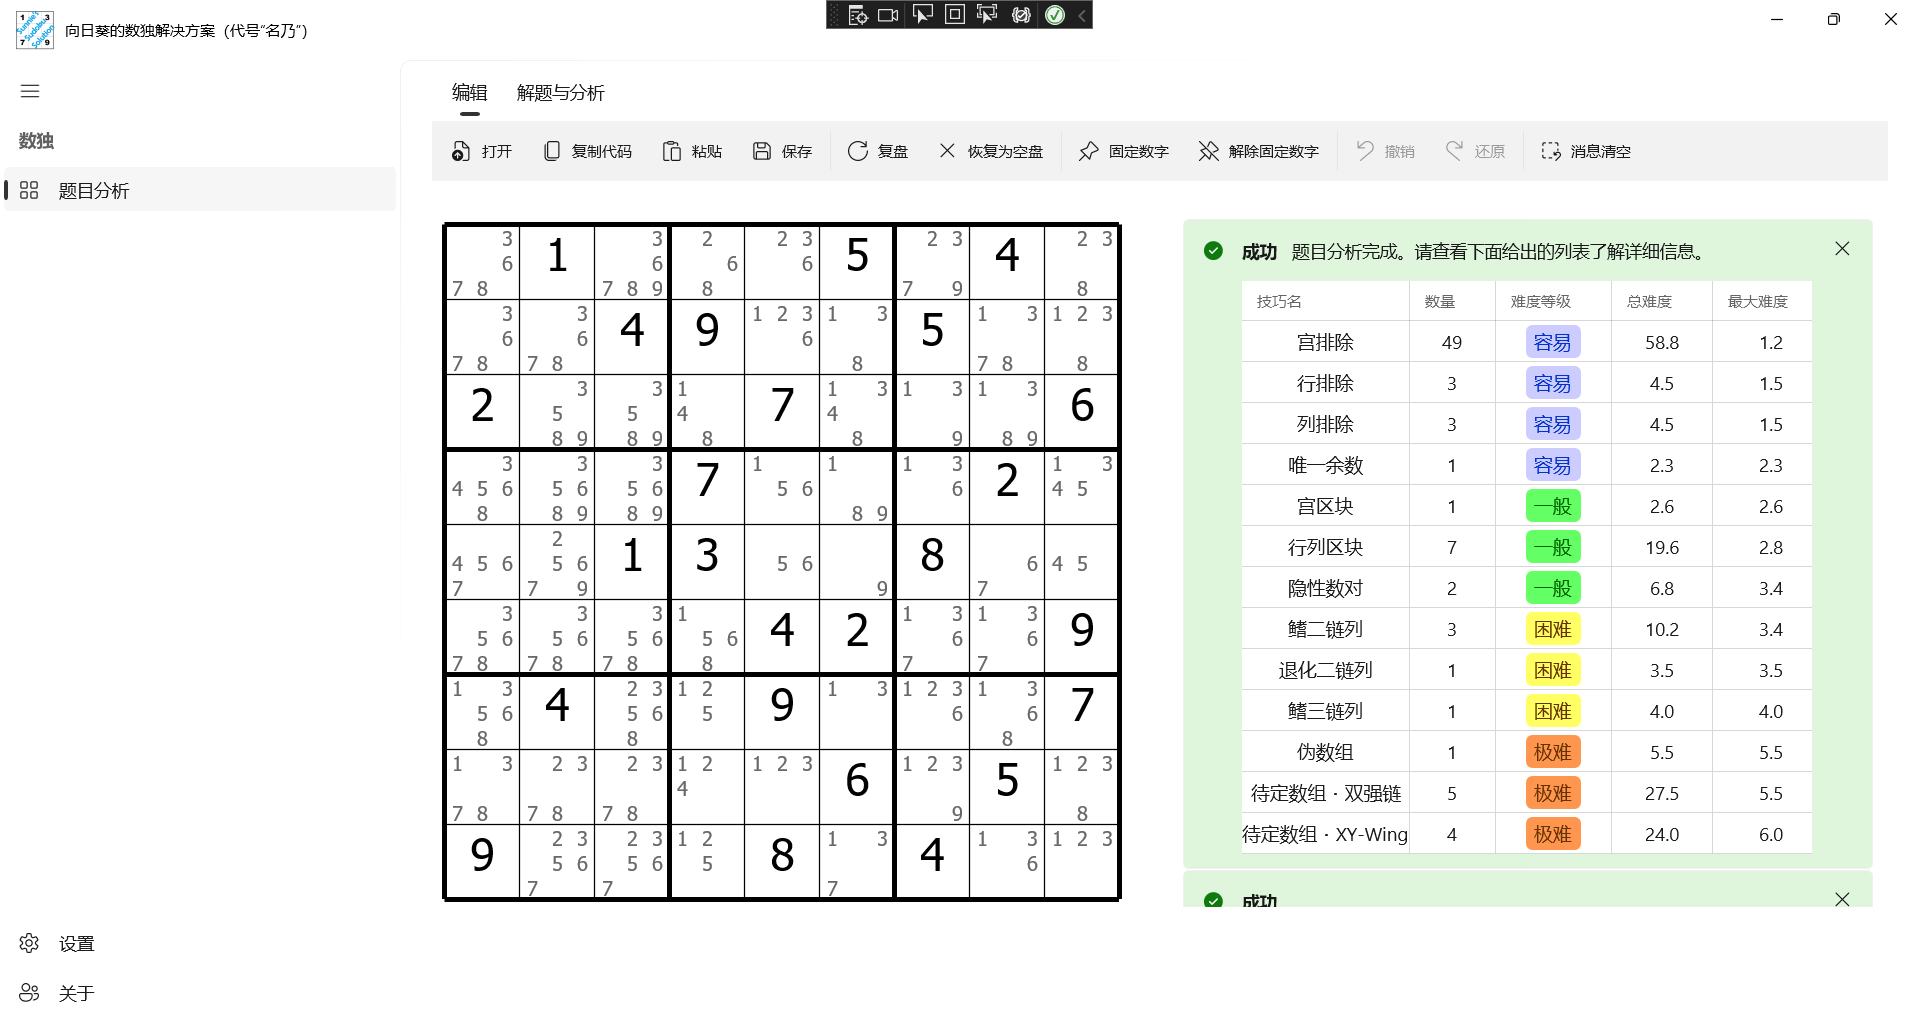 向日葵的数独解决方案（代号“名乃”）
数独
题目分析
设置
关于
编辑 解题与分析
打开 复制代码 粘贴 保存 复盘 恢复为空盘 固定数字 解除固定数字 撤销 还原 消息清空
3 3 2 2 3 2 3 2 3
6 1 6 6 6 5 4
7 8 7 8 9 8 7 9 8
3 3 1 2 3 1 3 1 3 1 2 3
6 6 4 9 6 5
7 8 7 8 8 7 8 8
3 3 1 1 3 1 3 1 3
2 5 5 4 7 4 6
8 9 8 9 8 8 9 8 9
3 3 3 1 1 1 3 1 3
4 5 6 5 6 5 6 7 5 6 6 2 4 5
8 8 9 8 9 8 9
2
4 5 6 5 6 1 3 5 6 8 6 4 5
7 7 9 9 7
3 3 3 1 1 3 1 3
5 6 5 6 5 6 5 6 4 2 6 6 9
7 8 7 8 7 8 8 7 7
1 3 2 3 1 2 1 3 1 2 3 1 3
5 6 4 5 6 5 9 6 6 7
8 8 8
1 3 2 3 2 3 1 2 1 2 3 1 2 3 1 2 3
4 6 5
7 8 7 8 7 8 9 8
2 3 2 3 1 2 1 3 1 3 1 2 3
9 5 6 5 6 5 8 4 6
7 7 7
成功 题目分析完成。请查看下面给出的列表了解详细信息。
技巧名 数量 难度等级 总难度 最大难度
宫排除 49 容易 58.8 1.2
行排除 3 容易 4.5 1.5
列排除 3 容易 4.5 1.5
唯一余数 1 容易 2.3 2.3
宫区块 1 一般 2.6 2.6
行列区块 7 一般 19.6 2.8
隐性数对 2 一般 6.8 3.4
鳍二链列 3 困难 10.2 3.4
退化二链列 1 困难 3.5 3.5
鳍三链列 1 困难 4.0 4.0
伪数组 1 极难 5.5 5.5
待定数组 · 双强链 5 极难 27.5 5.5
待定数组 · XY-Wing 4 极难 24.0 6.0
成功